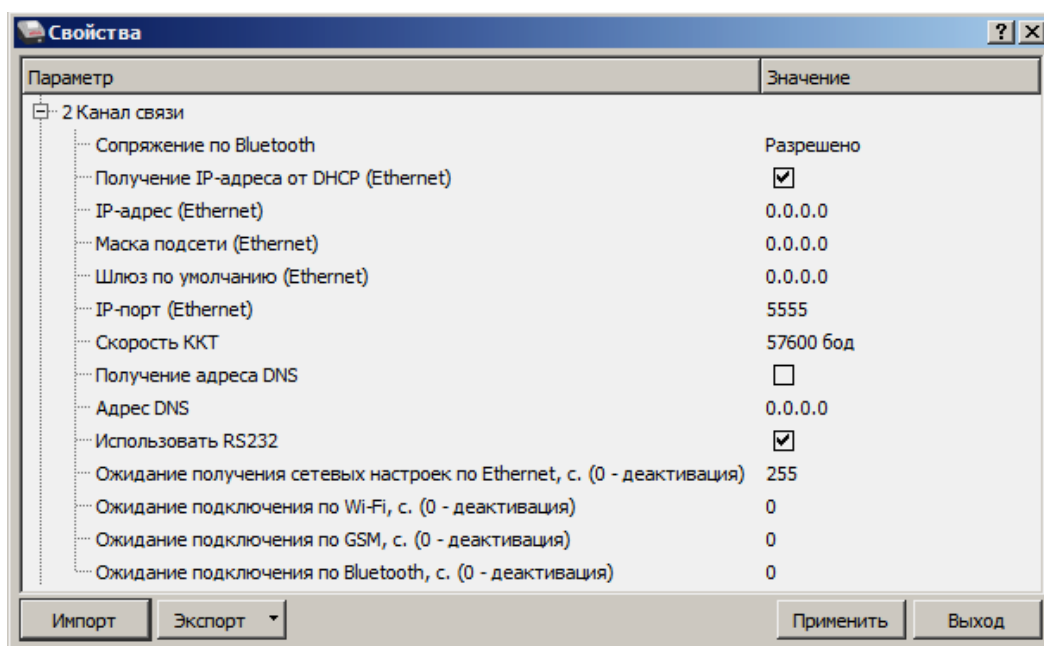 Свойства
Параметр Значение
2 Канал связи
Сопряжение по Bluetooth Разрешено
Получение IP-адреса от DHCP (Ethernet)
IP-адрес (Ethernet) 0.0.0.0
Маска подсети (Ethernet) 0.0.0.0
Шлюз по умолчанию (Ethernet) 0.0.0.0
IP-порт (Ethernet) 5555
Скорость ККТ 57600 бод
Получение адреса DNS
Адрес DNS 0.0.0.0
Использовать RS232
Ожидание получения сетевых настроек по Ethernet, с. (0 - деактивация) 255
Ожидание подключения по Wi-Fi, с. (0 - деактивация) 0
Ожидание подключения по GSM, с. (0 - деактивация) 0
Ожидание подключения по Bluetooth, с. (0 - деактивация) 0
Импорт Экспорт Применить Выход